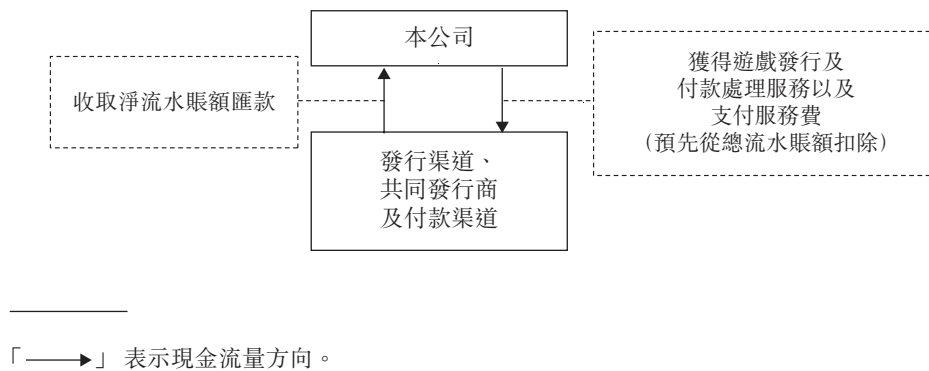 本公司
收取淨流水賬額匯款
獲得遊戲發行及
付款處理服務以及
支付服務費
(預先從總流水賬額扣除)
發行渠道、
共同發行商
及付款渠道
「→」表示現金流量方向。